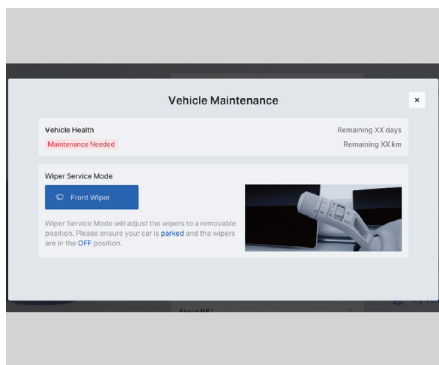 Vehicle Maintenance
×
Vehicle Health
Remaining XX days
Maintenance Needed
Remaining XX km
Wiper Service Mode
Front Wiper
Wiper Service Mode will adjust the wipers to a removable
position. Please ensure your car is parked and the wipers
are in the OFF position.